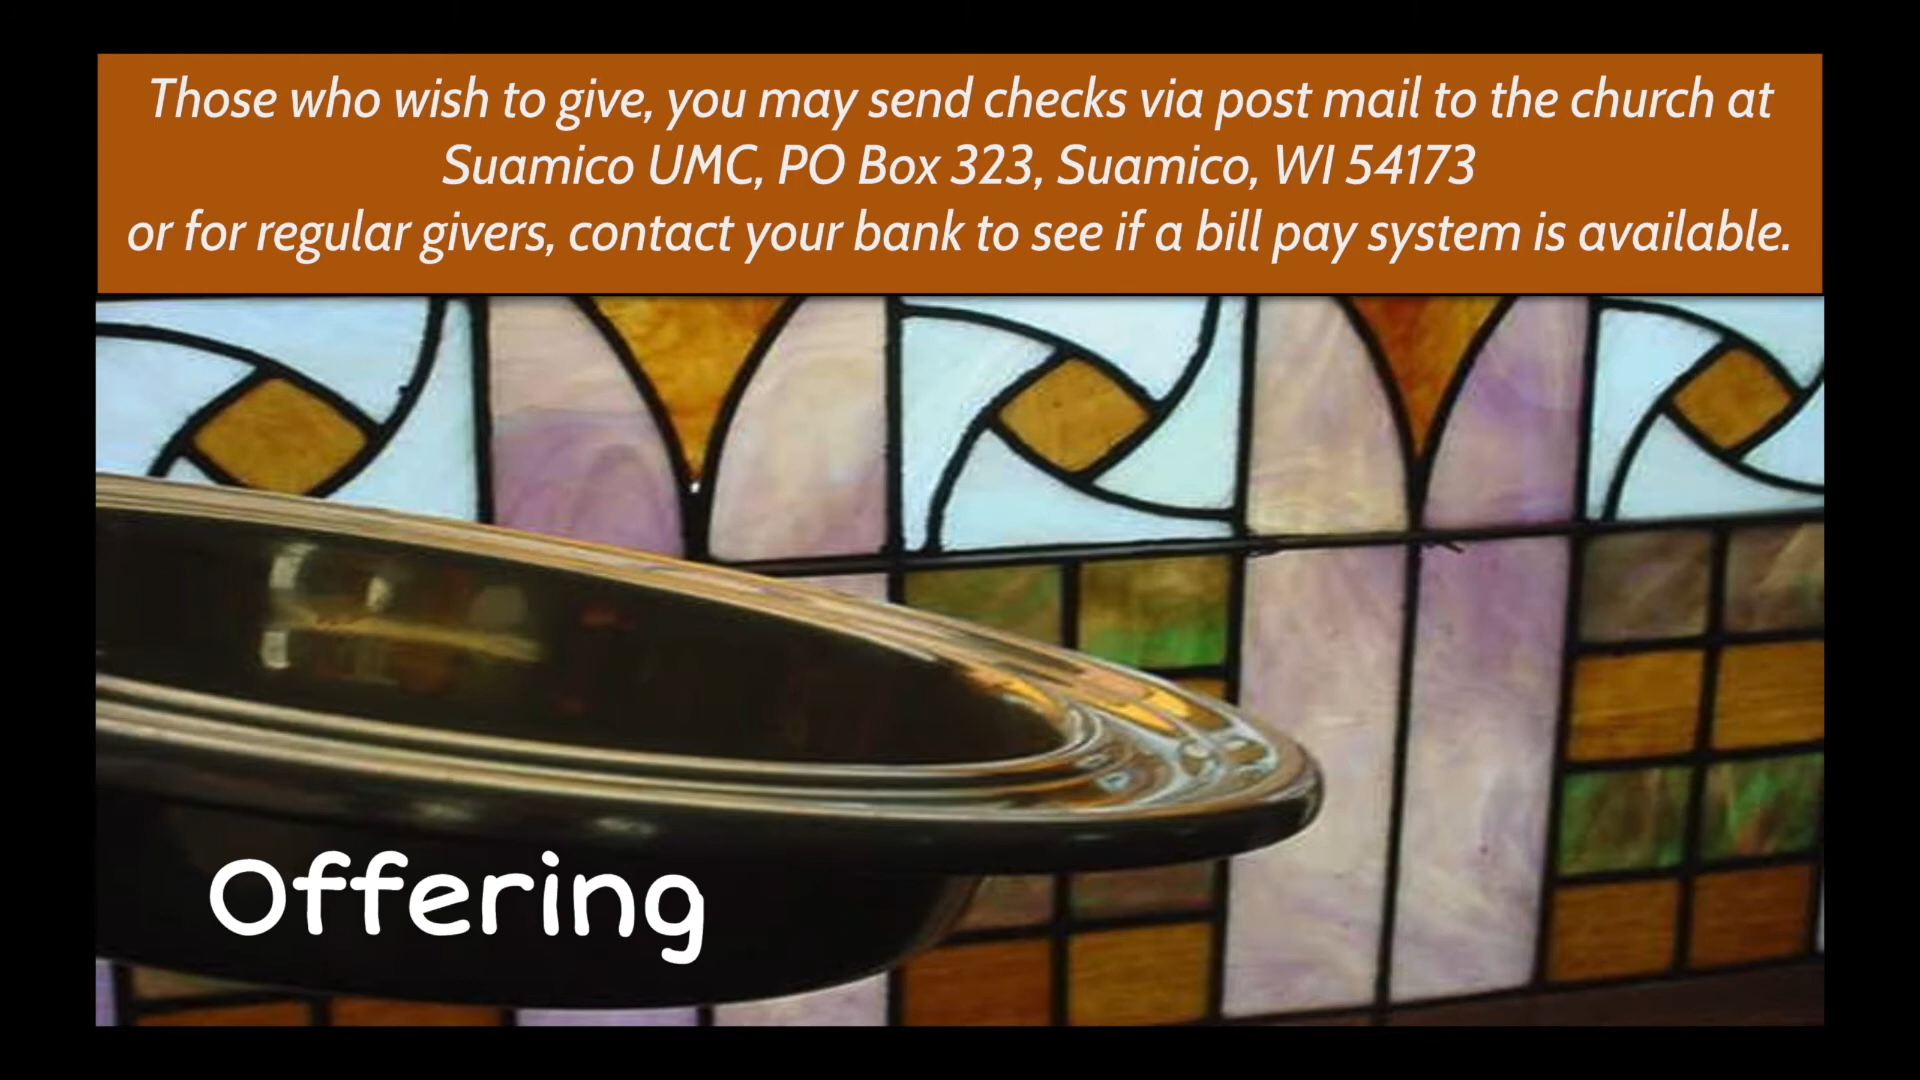 Those who wish to give, you may send checks via post mail to the church at
Suamico UMC, PO Box 323, Suamico, WI 54173
or for regular givers, contact your bank to see if a bill pay system is available.
Offering